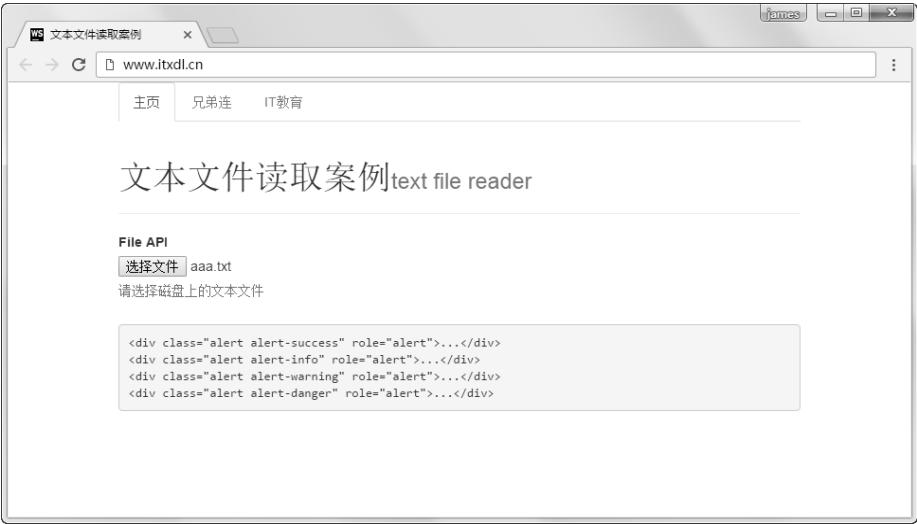 james
WS 文本文件读取案例
www.itxdl.cn
主页 兄弟连 IT教育
文本文件读取案例text file reader
File API
选择文件 aaa.txt
请选择磁盘上的文本文件
<div class="alert alert-success" role="alert">...</div>
<div class="alert alert-info" role="alert">...</div>
<div class="alert alert-warning" role="alert">...</div>
<div class="alert alert-danger" role="alert">...</div>